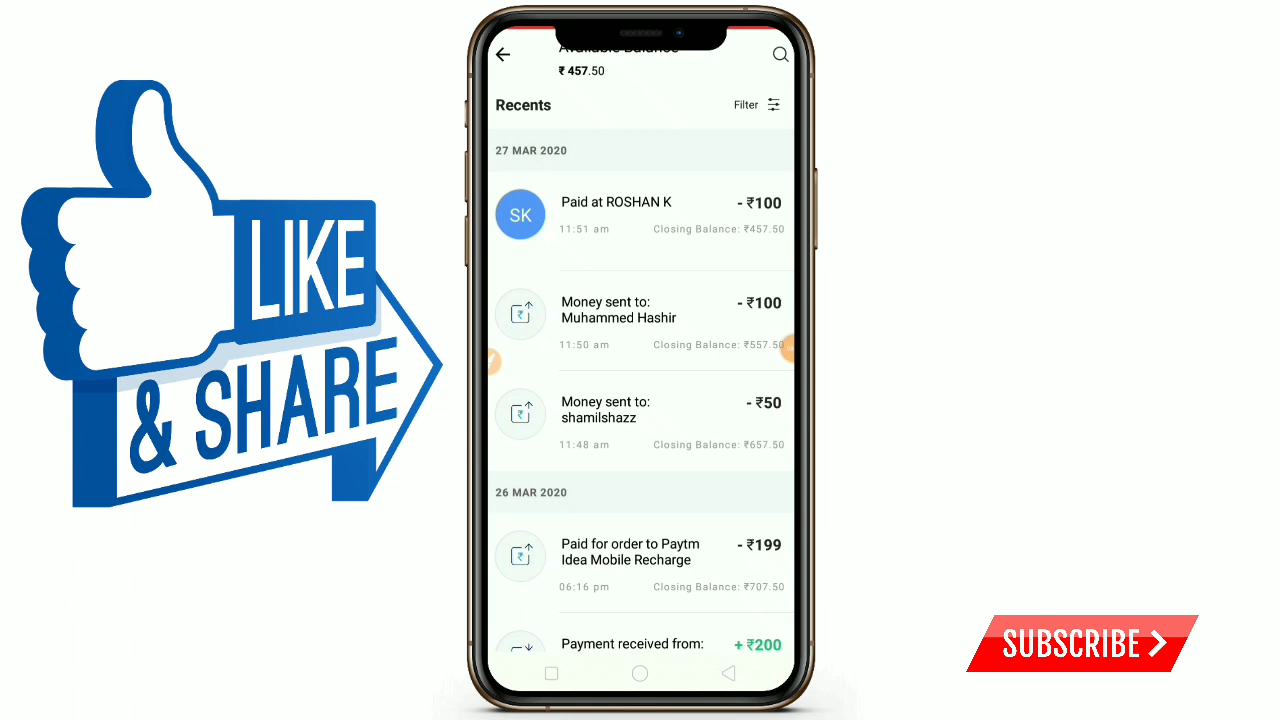 LIKE
& SHARE
Available Balance
₹ 457.50
Recents
Filter
27 MAR 2020
SK
Paid at ROSHAN K
- ₹100
11:51 am
Closing Balance: ₹457.50
Money sent to:
Muhammed Hashir
- ₹100
11:50 am
Closing Balance: ₹557.50
Money sent to:
shamilshazz
- ₹50
11:48 am
Closing Balance: ₹657.50
26 MAR 2020
Paid for order to Paytm
Idea Mobile Recharge
- ₹199
06:16 pm
Closing Balance: ₹707.50
Payment received from:
+ ₹200
SUBSCRIBE